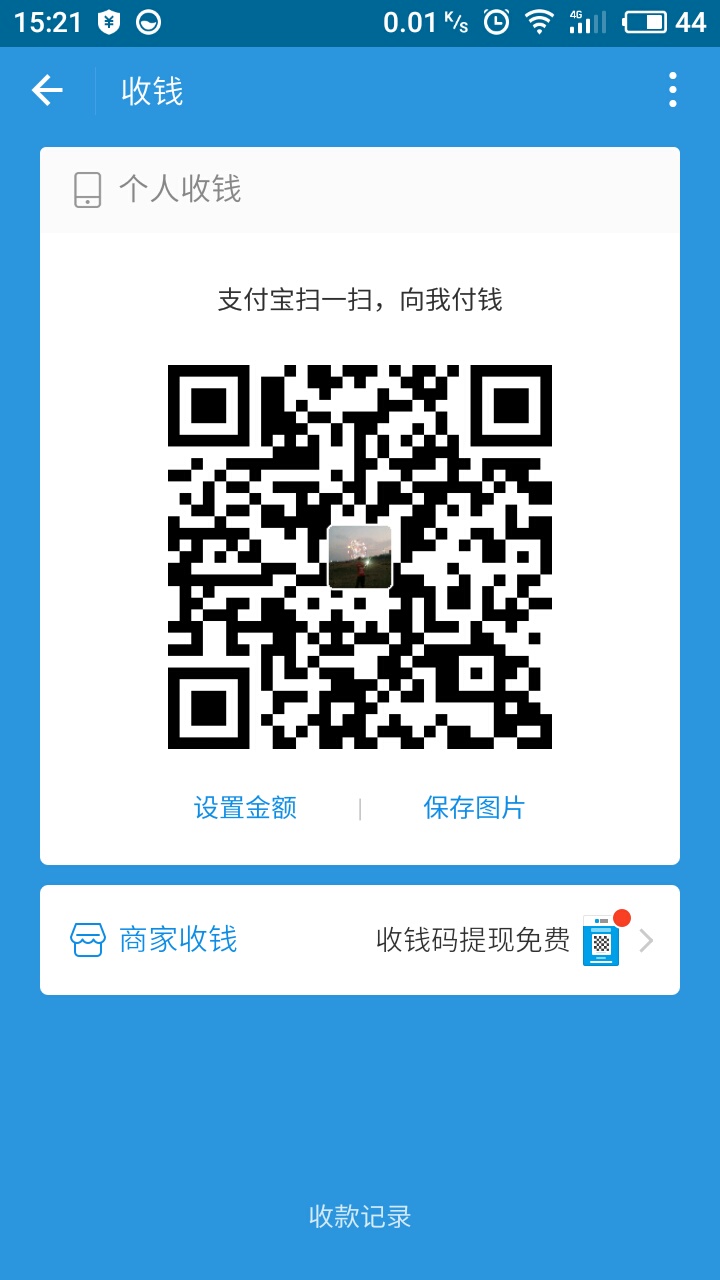 15:21 0.01 K/s 4G 44
收钱
个人收钱
支付宝扫一扫，向我付钱
设置金额 | 保存图片
商家收钱 收钱码提现免费
收款记录